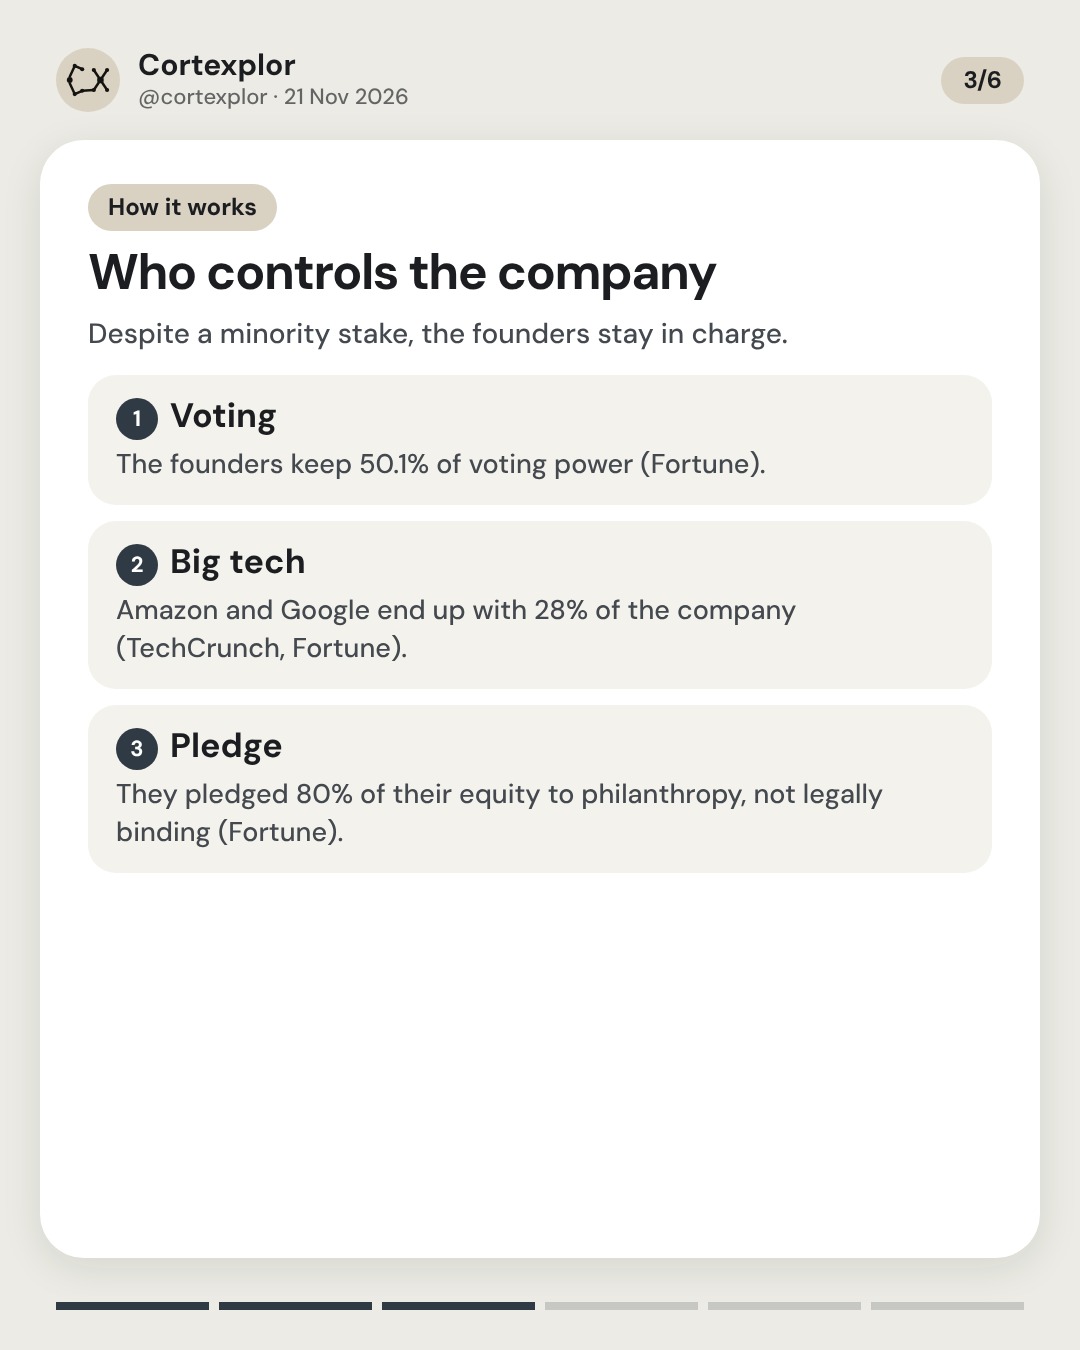 Cortexplor
@cortexplor · 21 Nov 2026
3/6
How it works
Who controls the company
Despite a minority stake, the founders stay in charge.
1 Voting
The founders keep 50.1% of voting power (Fortune).
2 Big tech
Amazon and Google end up with 28% of the company
(TechCrunch, Fortune).
3 Pledge
They pledged 80% of their equity to philanthropy, not legally
binding (Fortune).